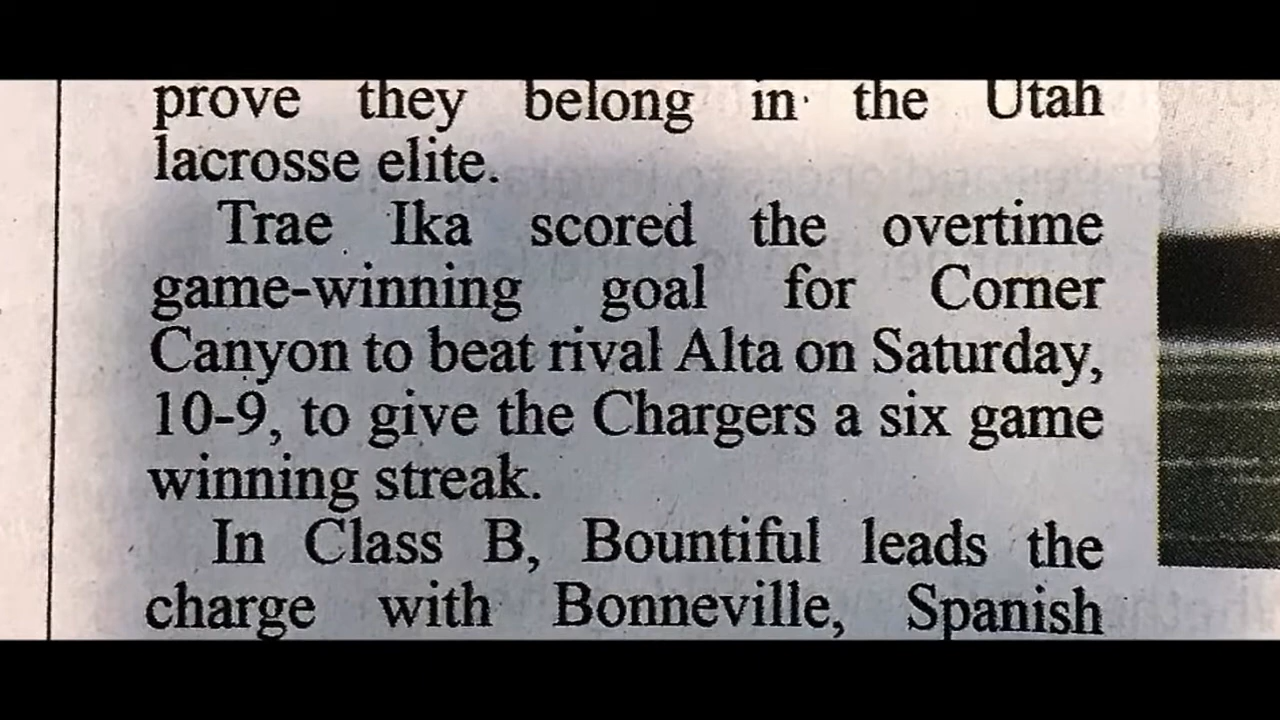 prove they belong in the Utah
lacrosse elite.
Trae Ika scored the overtime
game-winning goal for Corner
Canyon to beat rival Alta on Saturday,
10-9, to give the Chargers a six game
winning streak.
In Class B, Bountiful leads the
charge with Bonneville, Spanish